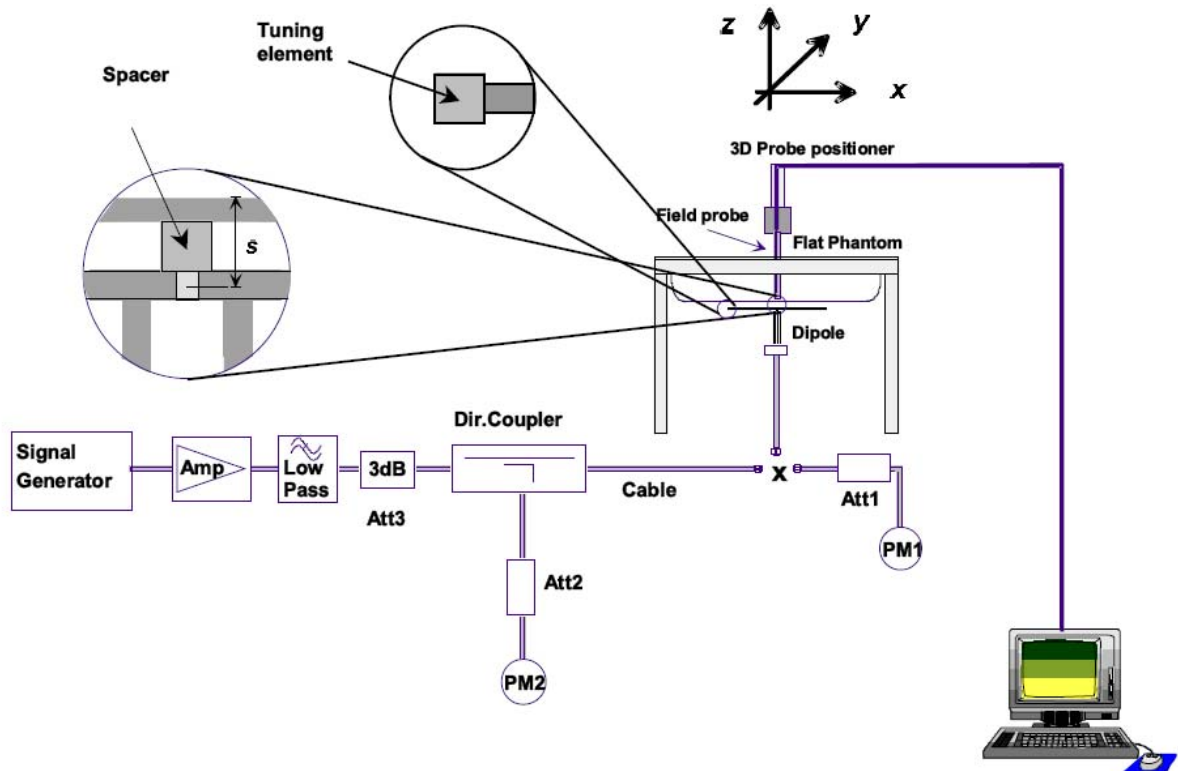 Tuning
element
Spacer
s
z
y
x
3D Probe positioner
Field probe
Flat Phantom
Dipole
Dir.Coupler
Signal
Generator
Amp
Low
Pass
3dB
Att3
Cable
x
Att1
PM1
Att2
PM2